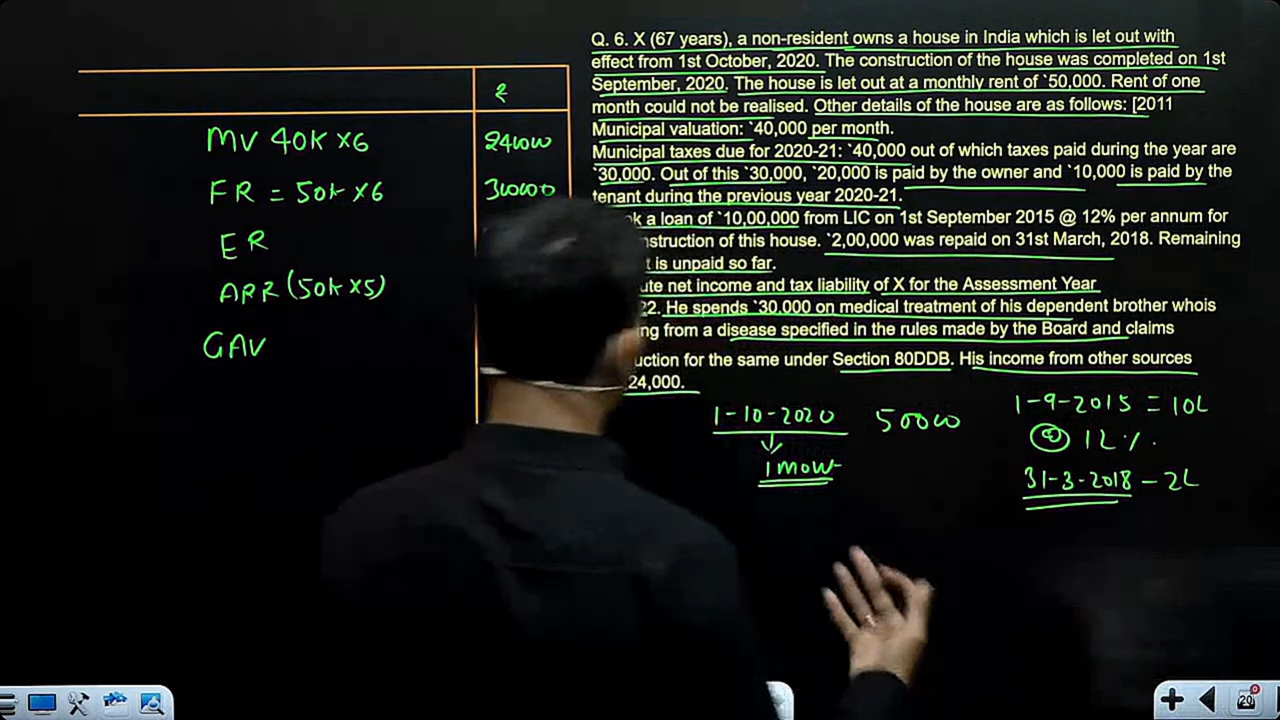 Q. 6. X (67 years), a non-resident owns a house in India which is let out with
effect from 1st October, 2020. The construction of the house was completed on 1st
September, 2020. The house is let out at a monthly rent of `50,000. Rent of one
month could not be realised. Other details of the house are as follows: [2011
Municipal valuation: `40,000 per month.
Municipal taxes due for 2020-21: `40,000 out of which taxes paid during the year are
`30,000. Out of this `30,000, `20,000 is paid by the owner and `10,000 is paid by the
tenant during the previous year 2020-21.
k a loan of `10,00,000 from LIC on 1st September 2015 @ 12% per annum for
nstruction of this house. `2,00,000 was repaid on 31st March, 2018. Remaining
t is unpaid so far.
ute net income and tax liability of X for the Assessment Year
22. He spends `30,000 on medical treatment of his dependent brother whois
ng from a disease specified in the rules made by the Board and claims
uction for the same under Section 80DDB. His income from other sources
24,000.
₹
MV 40K X6 240000
FR = 50K X6 300000
ER
ARR (50K X5)
GAV
1-10-2020 50000
1 mow
1-9-2015 = 10L
@ 12%.
31-3-2018 - 2L
20